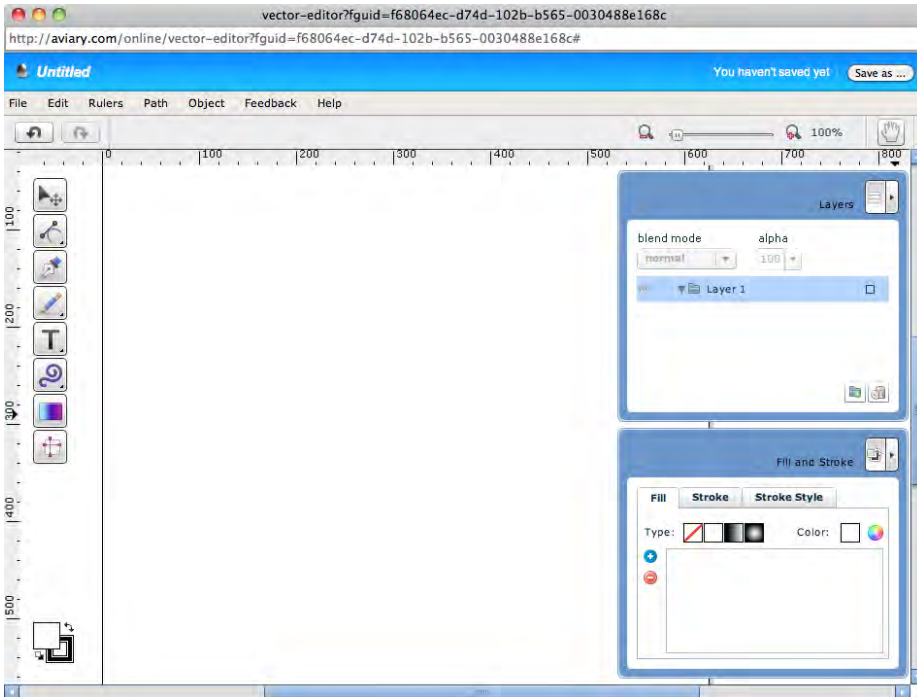 vector-editor?fguid=f68064ec-d74d-102b-b565-0030488e168c
http://aviary.com/online/vector-editor?fguid=f68064ec-d74d-102b-b565-0030488e168c#
Untitled
You haven't saved yet
Save as ...
File Edit Rulers Path Object Feedback Help
100%
0 100 200 300 400 500 600 700 800
Layers
100
blend mode alpha
normal 100
Layer 1
200
T
300
Fill and Stroke
Fill Stroke Stroke Style
400
Type: Color:
500